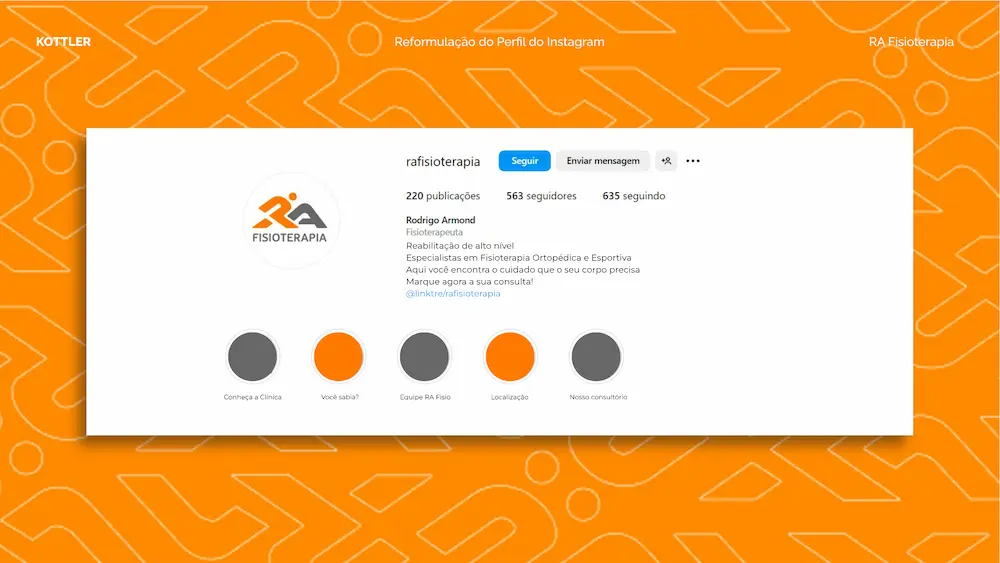 KOTTLER
Reformulação do Perfil do Instagram
RA Fisioterapia
rafisioterapia
Seguir
Enviar mensagem
220 publicações
563 seguidores
635 seguindo
RA
FISIOTERAPIA
Rodrigo Armond
Fisioterapeuta
Reabilitação de alto nível
Especialistas em Fisioterapia Ortopédica e Esportiva
Aqui você encontra o cuidado que o seu corpo precisa
Marque agora a sua consulta!
@linktre/rafisioterapia
Conheça a Clínica
Você sabia?
Equipe RA Fisio
Localização
Nosso consultório